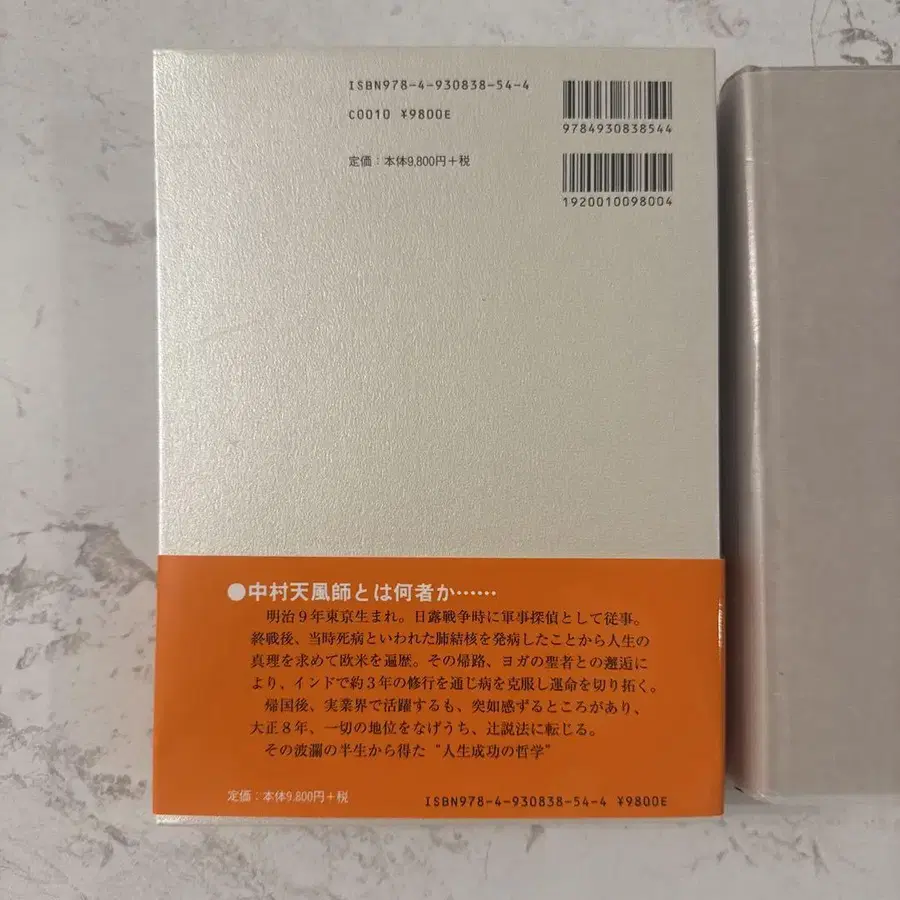 ISBN978-4-930838-54-4
C0010 ¥9800E
定価：本体9,800円＋税
9784930838544
1920010098004
●中村天風師とは何者か……
明治９年東京生まれ。日露戦争時に軍事探偵として従事。
終戦後、当時死病といわれた肺結核を発病したことから人生の
真理を求めて欧米を遍歴。その帰路、ヨガの聖者との邂逅に
より、インドで約３年の修行を通じ病を克服し運命を切り拓く。
帰国後、実業界で活躍するも、突如感ずるところがあり、
大正８年、一切の地位をなげうち、辻説法に転じる。
その波瀾の半生から得た“人生成功の哲学”
定価：本体9,800円＋税
ISBN978-4-930838-54-4 ¥9800E